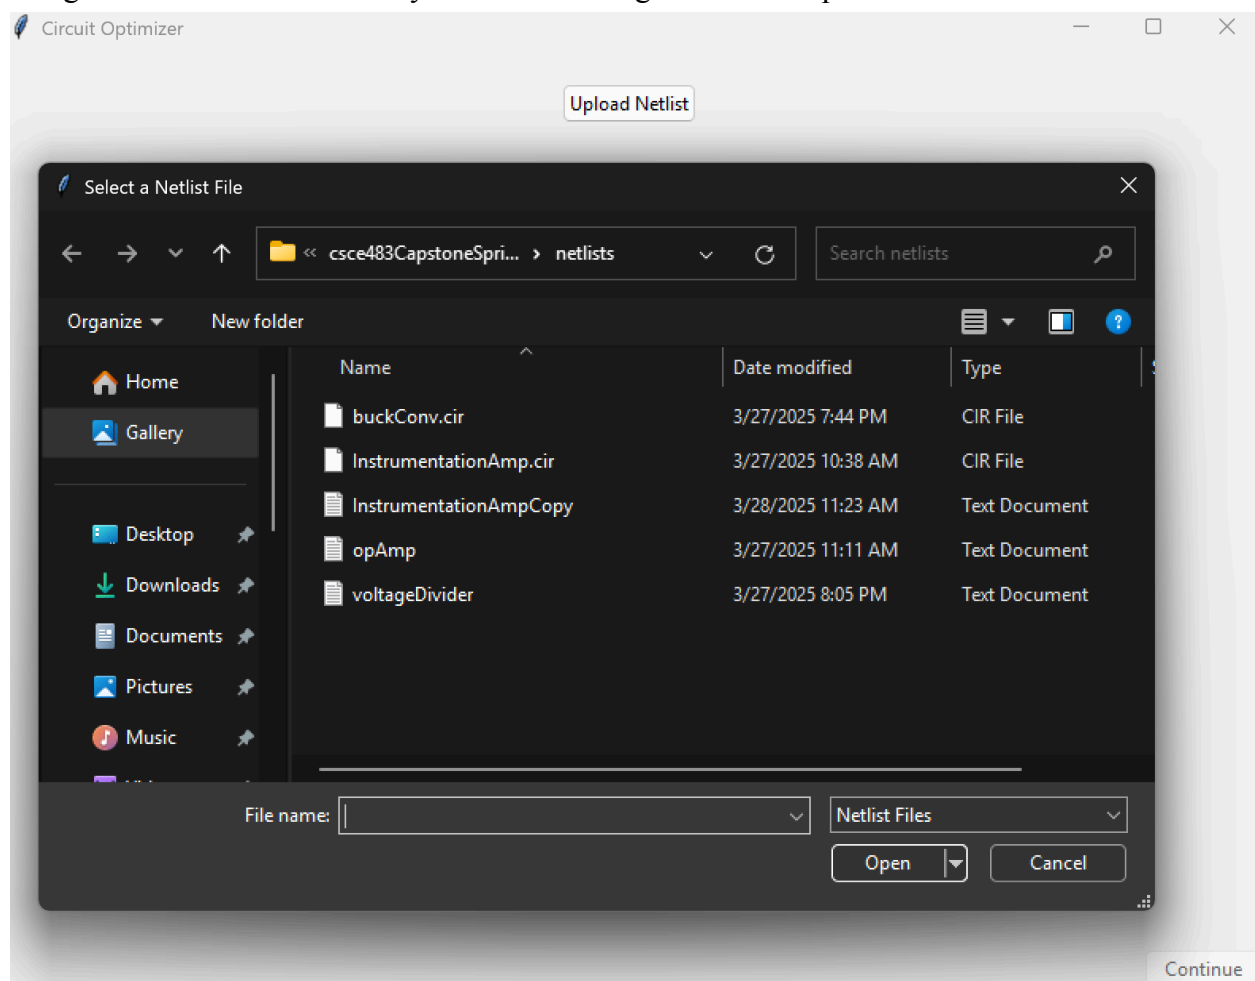 Circuit Optimizer
Upload Netlist
Select a Netlist File
« csce483CapstoneSpri... › netlists
Search netlists
Organize New folder
?
Name Date modified Type
Home
Gallery
Desktop
Downloads
Documents
Pictures
Music
buckConv.cir 3/27/2025 7:44 PM CIR File
InstrumentationAmp.cir 3/27/2025 10:38 AM CIR File
InstrumentationAmpCopy 3/28/2025 11:23 AM Text Document
opAmp 3/27/2025 11:11 AM Text Document
voltageDivider 3/27/2025 8:05 PM Text Document
File name: Netlist Files
Open Cancel
Continue